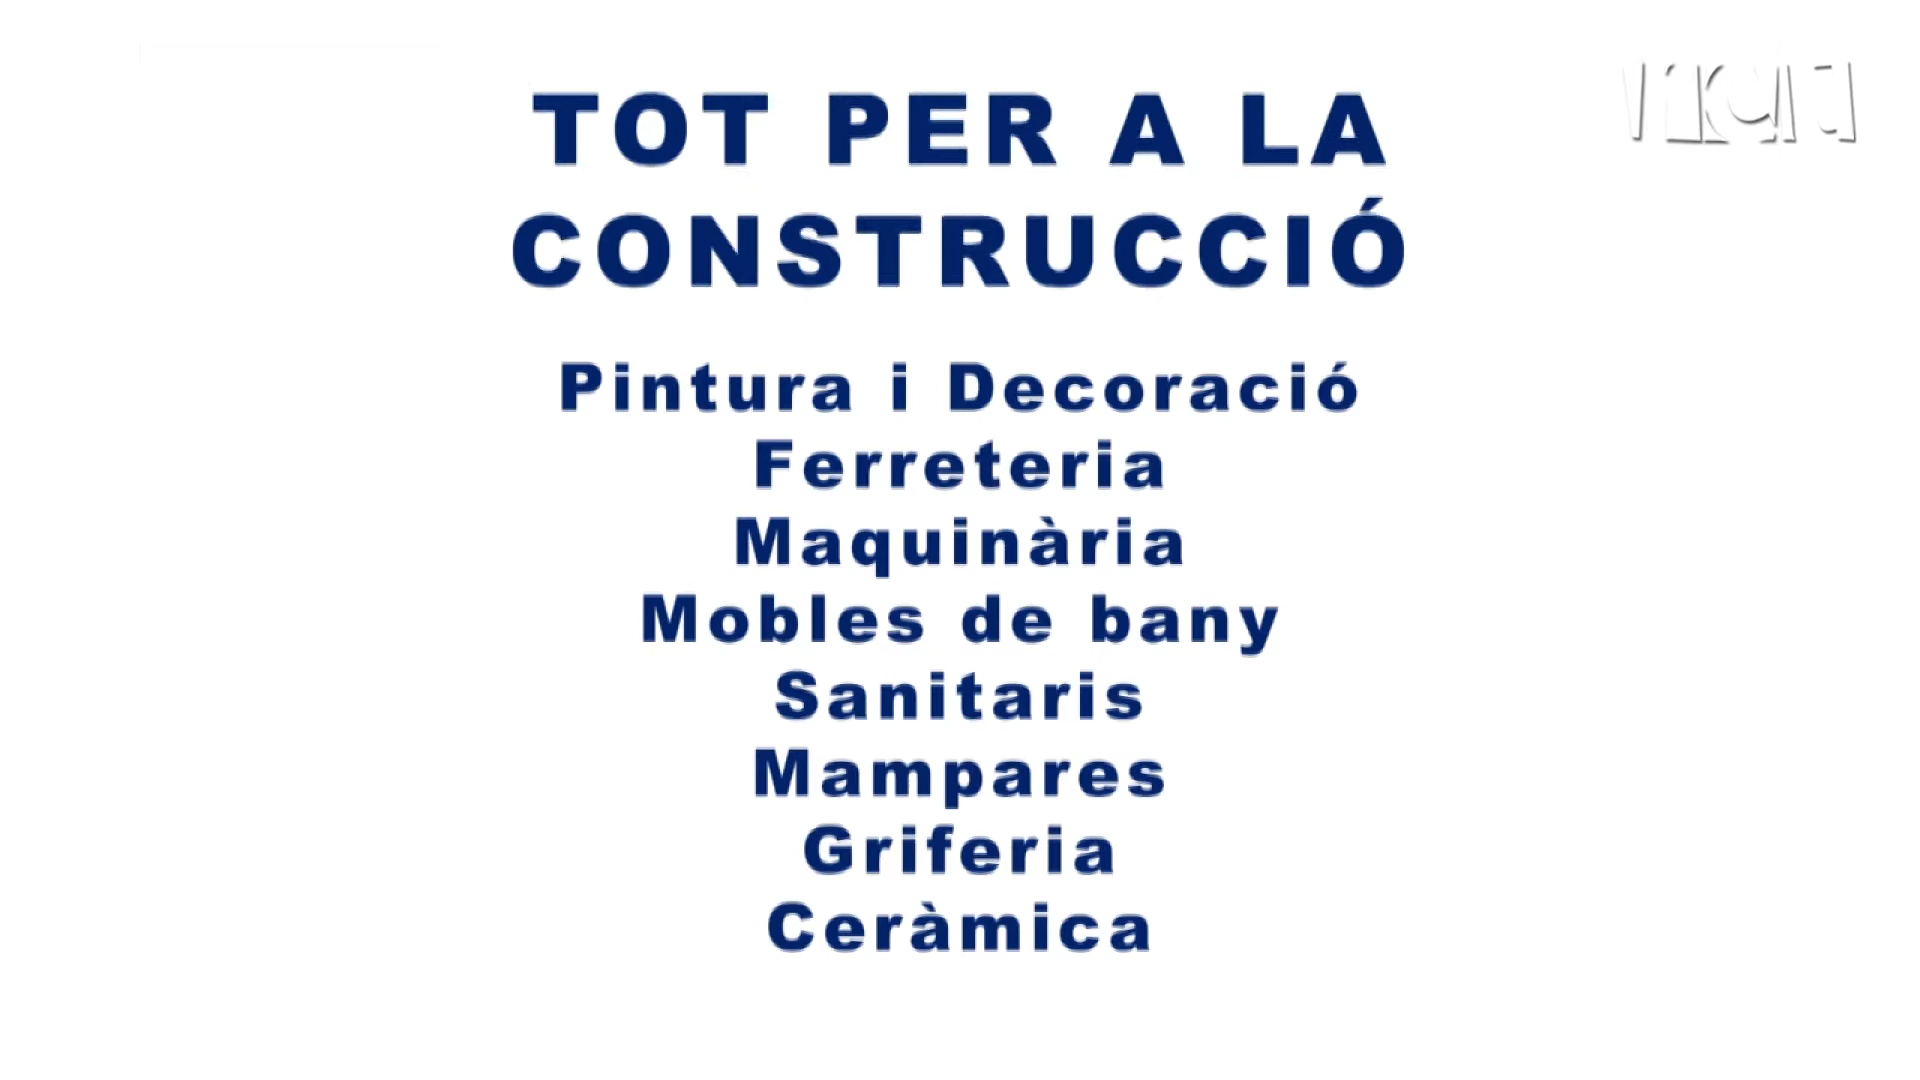 TOT PER A LA
CONSTRUCCIÓ
Pintura i Decoració
Ferreteria
Maquinària
Mobles de bany
Sanitaris
Mampares
Griferia
Ceràmica